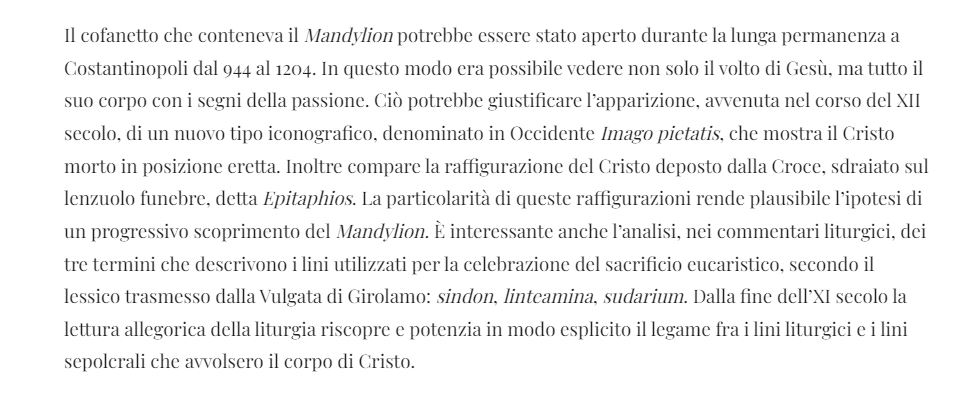 Il cofanetto che conteneva il Mandylion potrebbe essere stato aperto durante la lunga permanenza a
Costantinopoli dal 944 al 1204. In questo modo era possibile vedere non solo il volto di Gesù, ma tutto il
suo corpo con i segni della passione. Ciò potrebbe giustificare l’apparizione, avvenuta nel corso del XII
secolo, di un nuovo tipo iconografico, denominato in Occidente Imago pietatis, che mostra il Cristo
morto in posizione eretta. Inoltre compare la raffigurazione del Cristo deposto dalla Croce, sdraiato sul
lenzuolo funebre, detta Epitaphios. La particolarità di queste raffigurazioni rende plausibile l’ipotesi di
un progressivo scoprimento del Mandylion. È interessante anche l’analisi, nei commentari liturgici, dei
tre termini che descrivono i lini utilizzati per la celebrazione del sacrificio eucaristico, secondo il
lessico trasmesso dalla Vulgata di Girolamo: sindon, linteamina, sudarium. Dalla fine dell’XI secolo la
lettura allegorica della liturgia riscopre e potenzia in modo esplicito il legame fra i lini liturgici e i lini
sepolcrali che avvolsero il corpo di Cristo.